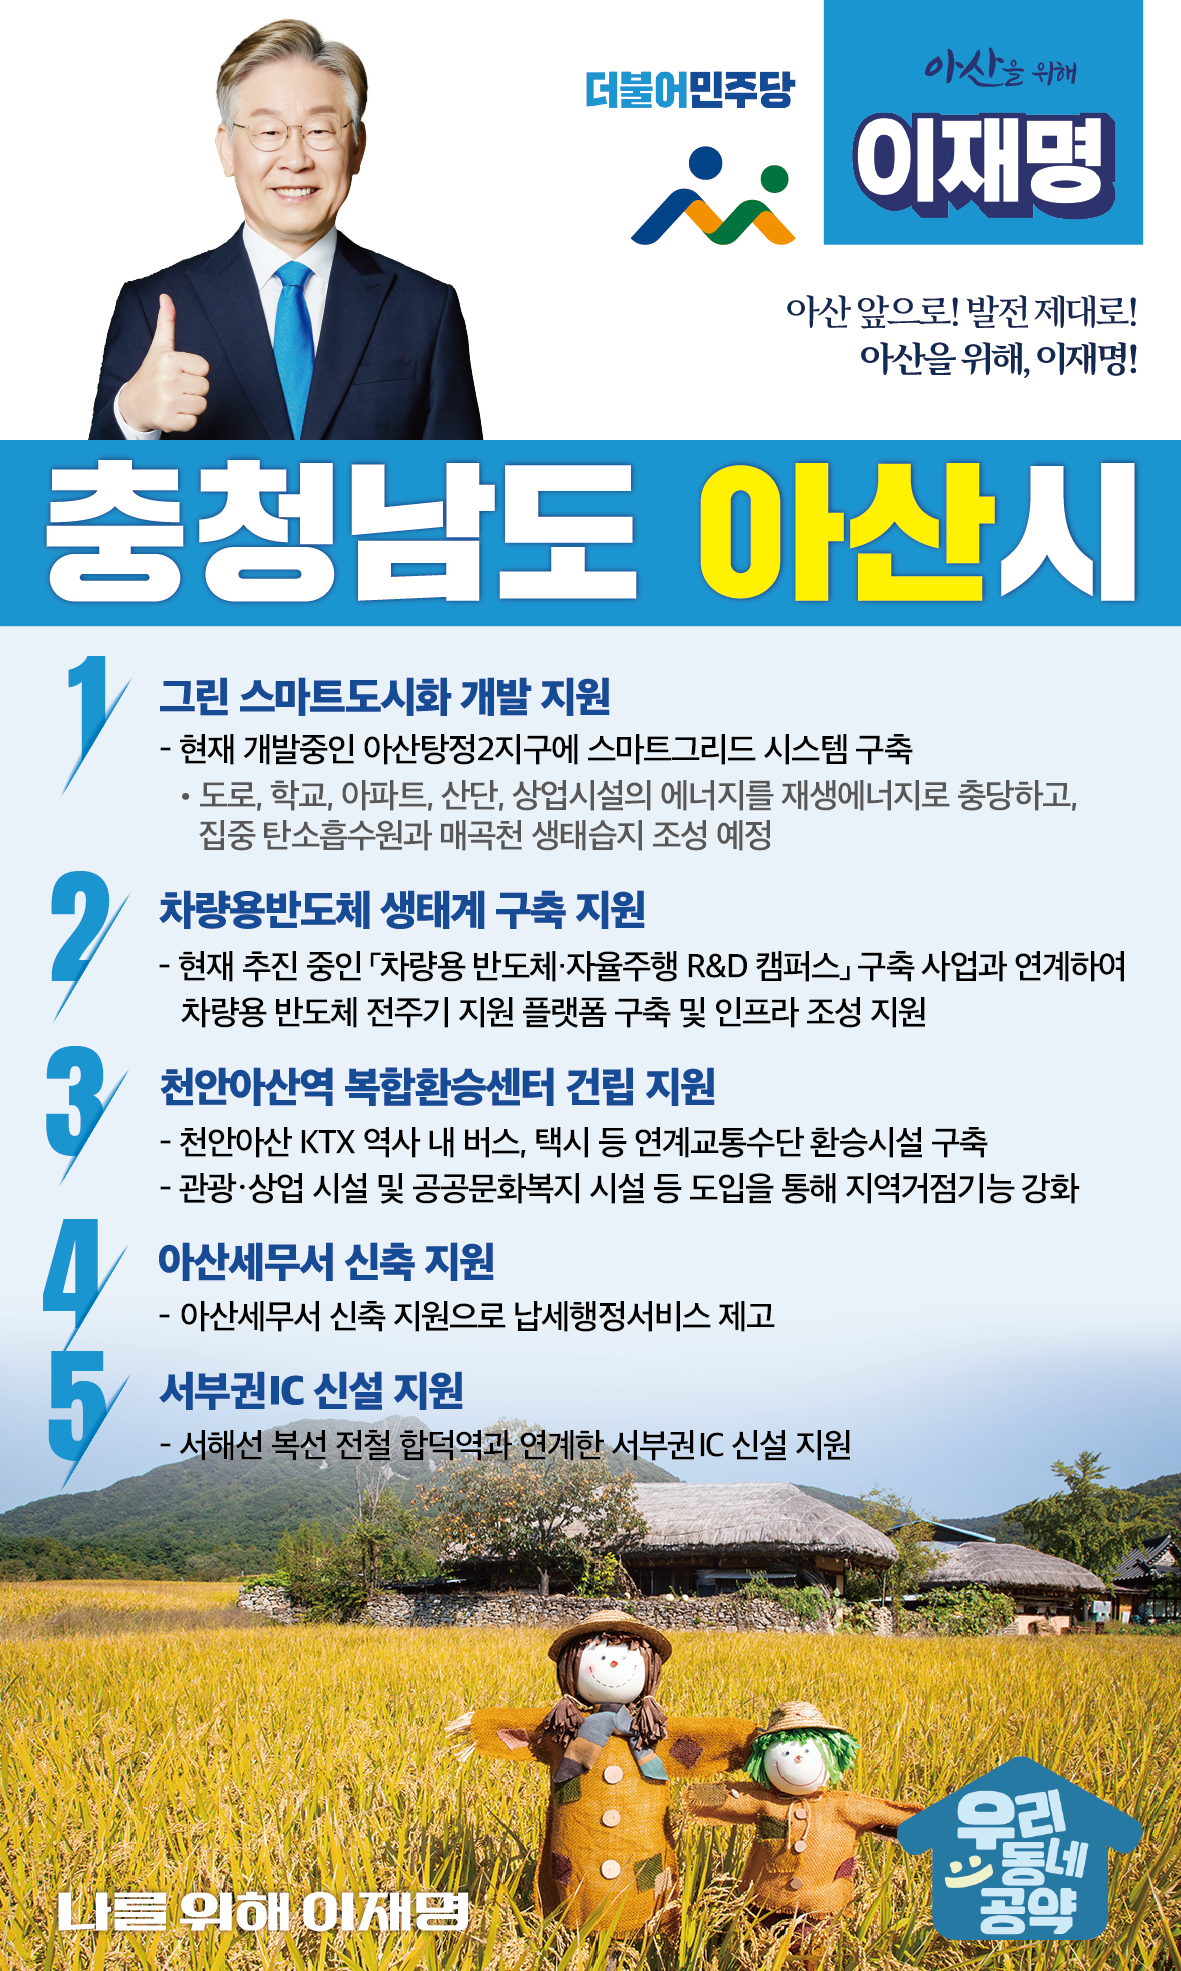 더불어민주당
아산을 위해
이재명
아산 앞으로! 발전 제대로!
아산을 위해, 이재명!
충청남도 아산시
1
그린 스마트도시화 개발 지원
- 현재 개발중인 아산탕정2지구에 스마트그리드 시스템 구축
• 도로, 학교, 아파트, 산단, 상업시설의 에너지를 재생에너지로 충당하고,
집중 탄소흡수원과 매곡천 생태습지 조성 예정
2
차량용반도체 생태계 구축 지원
- 현재 추진 중인 「차량용 반도체·자율주행 R&D 캠퍼스」 구축 사업과 연계하여
차량용 반도체 전주기 지원 플랫폼 구축 및 인프라 조성 지원
3
천안아산역 복합환승센터 건립 지원
- 천안아산 KTX 역사 내 버스, 택시 등 연계교통수단 환승시설 구축
- 관광·상업 시설 및 공공문화복지 시설 등 도입을 통해 지역거점기능 강화
4
아산세무서 신축 지원
- 아산세무서 신축 지원으로 납세행정서비스 제고
5
서부권IC 신설 지원
- 서해선 복선 전철 합덕역과 연계한 서부권IC 신설 지원
우리
동네
공약
나를 위해 이재명